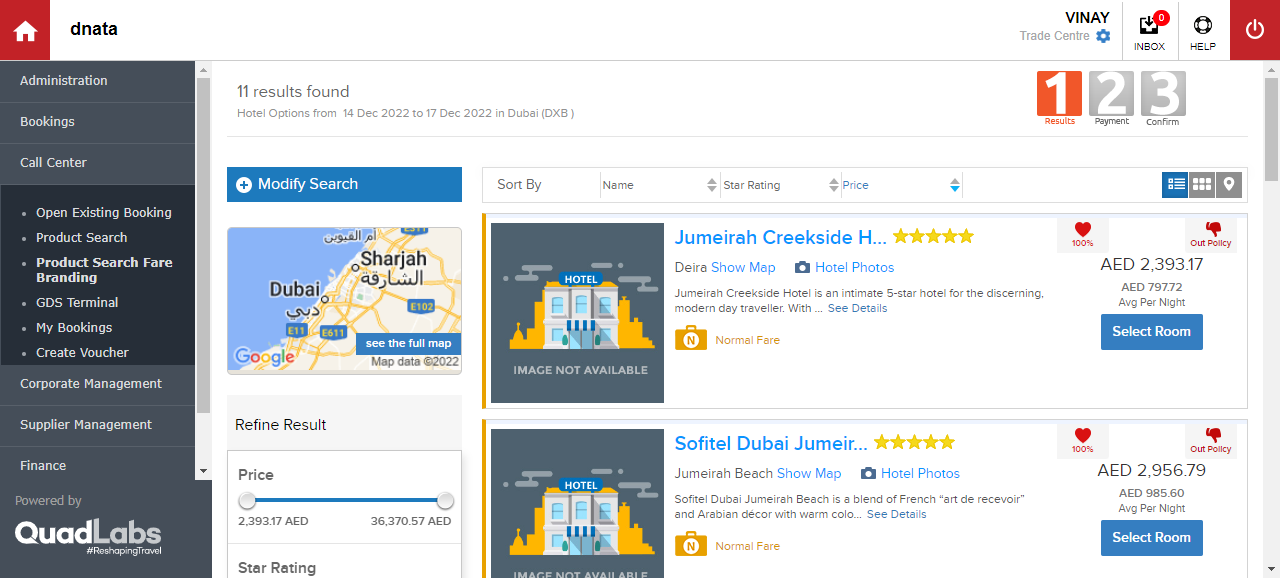 dnata
VINAY
Trade Centre
0
INBOX
HELP
Administration
Bookings
Call Center
Open Existing Booking
Product Search
Product Search Fare
Branding
GDS Terminal
My Bookings
Create Voucher
Corporate Management
Supplier Management
Finance
Powered by
QuadLabs
#ReshapingTravel
11 results found
Hotel Options from 14 Dec 2022 to 17 Dec 2022 in Dubai (DXB )
1 2 3
Results Payment Confirm
Modify Search
أم القيوين
Sharjah
الشارقة
Dubai
دبي
E102
E11
E611
see the full map
Google
Map data ©2022
Refine Result
Price
2,393.17 AED 36,370.57 AED
Star Rating
Sort By Name Star Rating Price
HOTEL
IMAGE NOT AVAILABLE
Jumeirah Creekside H...
Deira Show Map Hotel Photos
Jumeirah Creekside Hotel is an intimate 5-star hotel for the discerning,
modern day traveller. With ... See Details
N Normal Fare
100%
Out Policy
AED 2,393.17
AED 797.72
Avg Per Night
Select Room
HOTEL
IMAGE NOT AVAILABLE
Sofitel Dubai Jumeir...
Jumeirah Beach Show Map Hotel Photos
Sofitel Dubai Jumeirah Beach is a blend of French “art de recevoir”
and Arabian décor with warm colo... See Details
N Normal Fare
100%
Out Policy
AED 2,956.79
AED 985.60
Avg Per Night
Select Room